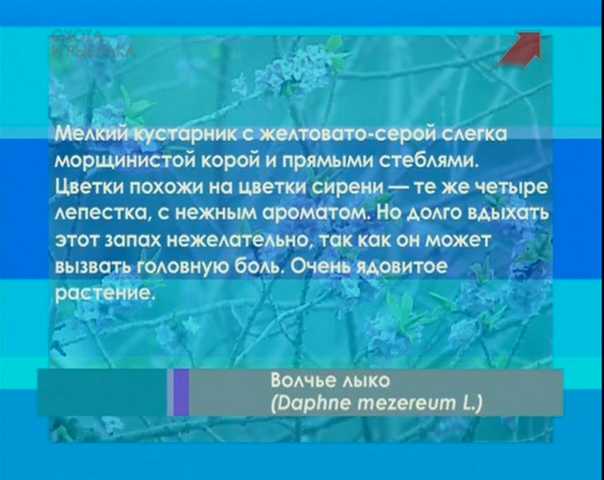 ОХОТА
И РЫБАЛКА
Мелкий кустарник с желтовато-серой слегка
морщинистой корой и прямыми стеблями.
Цветки похожи на цветки сирени — те же четыре
лепестка, с нежным ароматом. Но долго вдыхать
этот запах нежелательно, так как он может
вызвать головную боль. Очень ядовитое
растение.
Волчье лыко
(Daphne mezereum L.)